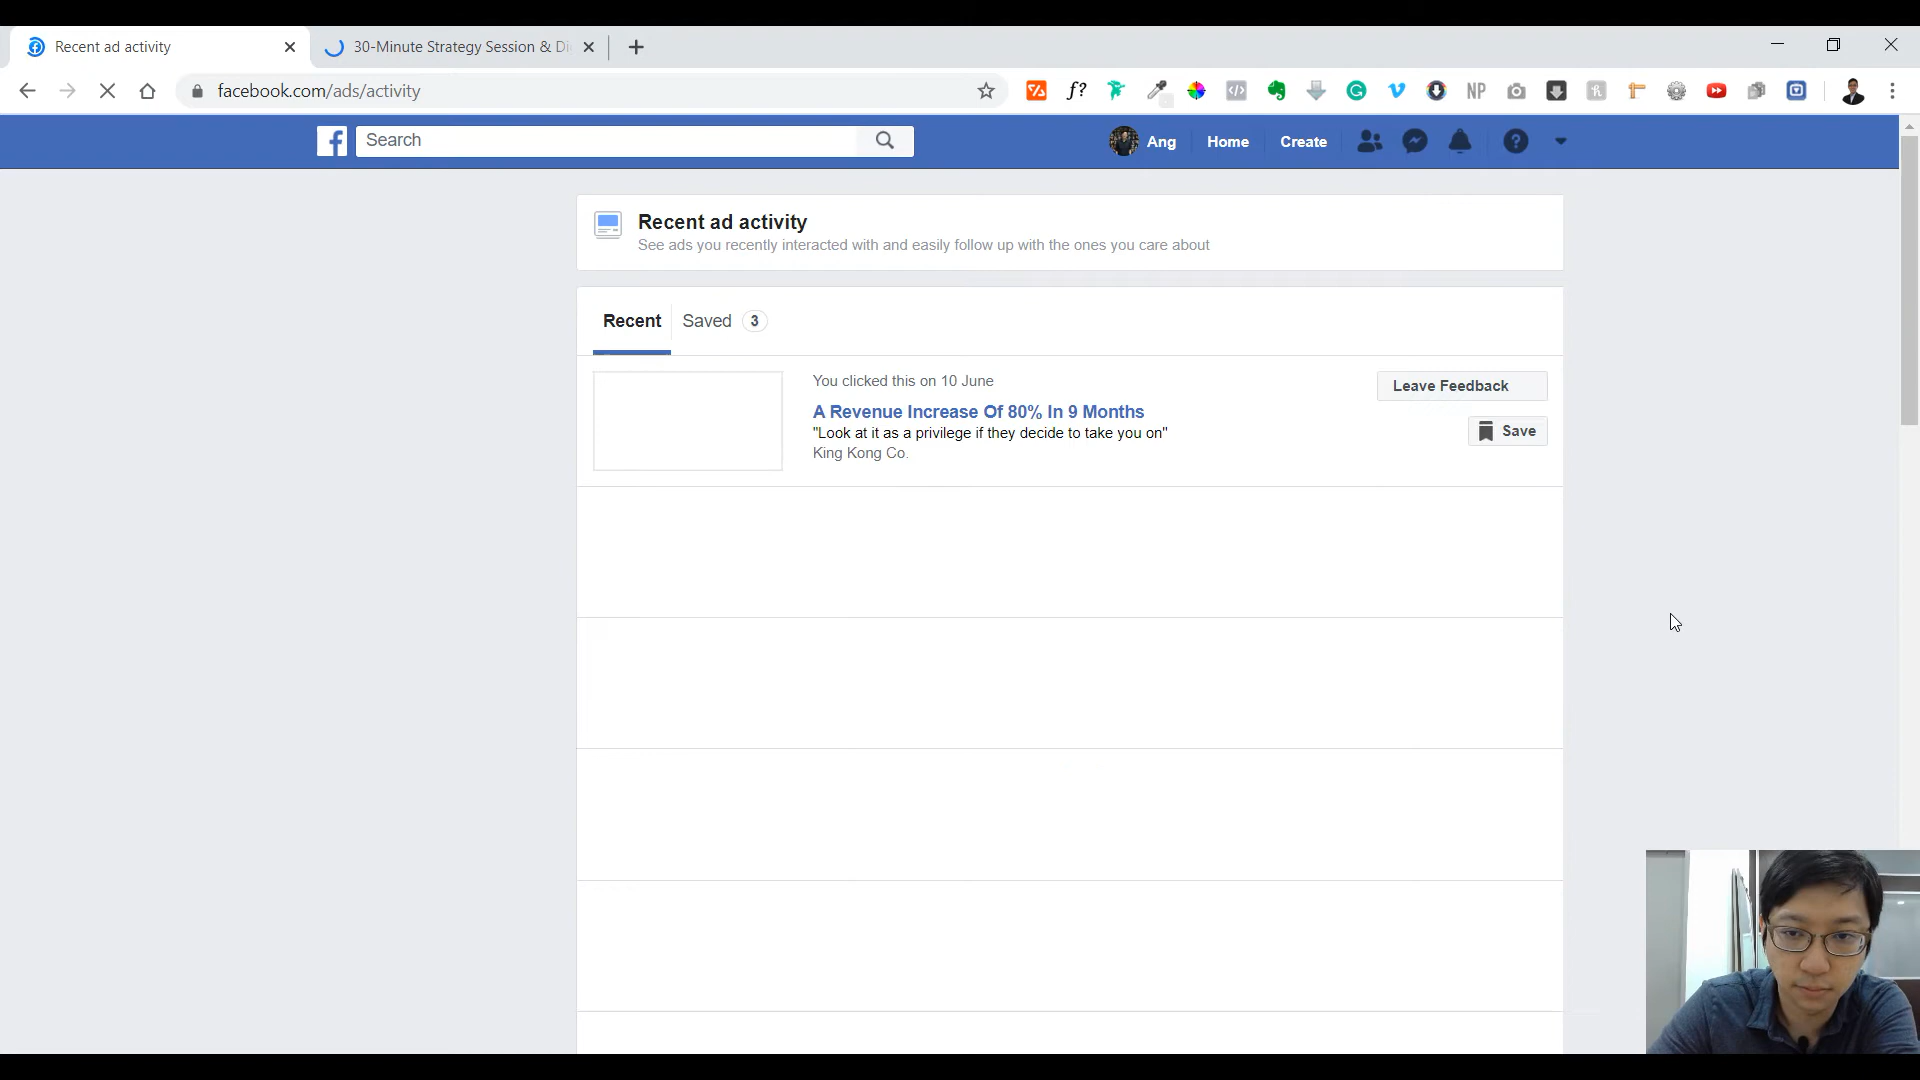 Recent ad activity
30-Minute Strategy Session & Di
facebook.com/ads/activity
f?
NP
Search
Ang
Home
Create
Recent ad activity
See ads you recently interacted with and easily follow up with the ones you care about
Recent
Saved
3
You clicked this on 10 June
Leave Feedback
A Revenue Increase Of 80% In 9 Months
"Look at it as a privilege if they decide to take you on"
Save
King Kong Co.